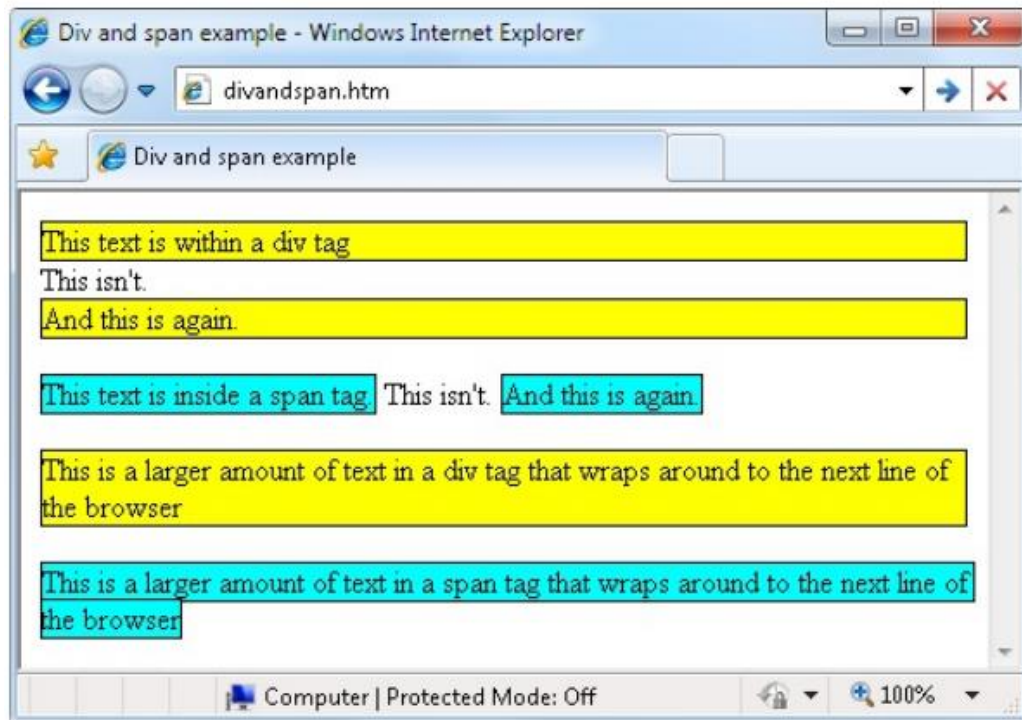 Div and span example - Windows Internet Explorer
divandspan.htm
Div and span example
This text is within a div tag
This isn't.
And this is again.
This text is inside a span tag. This isn't. And this is again.
This is a larger amount of text in a div tag that wraps around to the next line of
the browser
This is a larger amount of text in a span tag that wraps around to the next line of
the browser
Computer | Protected Mode: Off 100%